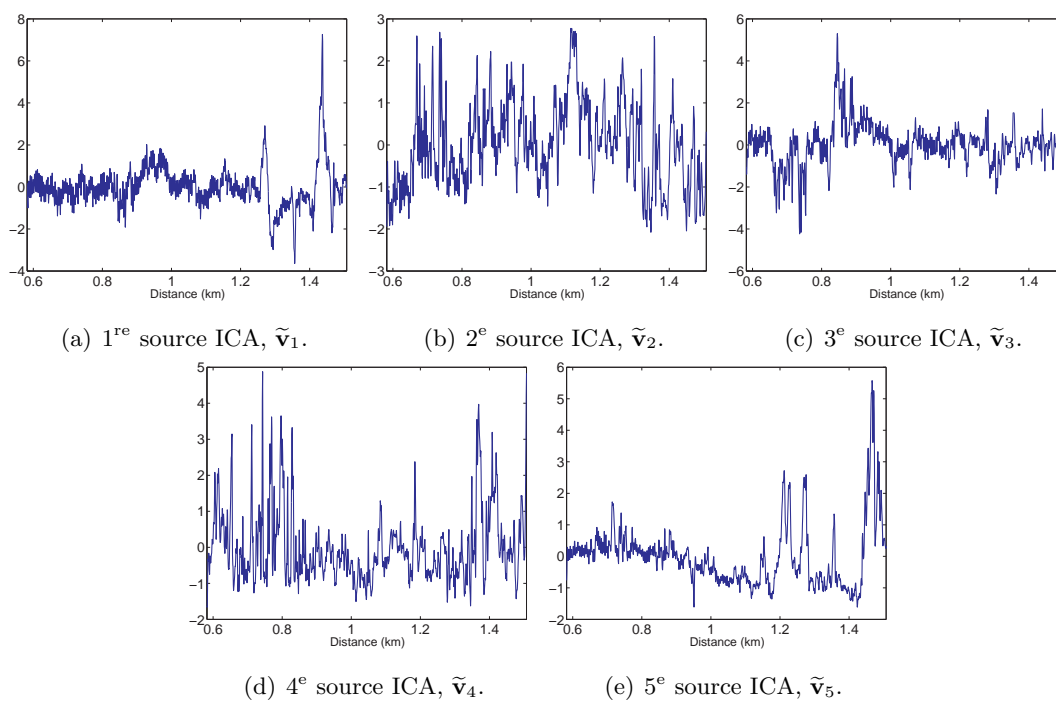 8
6
4
2
0
−2
−4
0.6 0.8 1 1.2 1.4
Distance (km)
3
2
1
0
−1
−2
−3
0.6 0.8 1 1.2 1.4
Distance (km)
6
4
2
0
−2
−4
−6
0.6 0.8 1 1.2 1.4
Distance (km)
(a) 1re source ICA, ṽ1.
(b) 2e source ICA, ṽ2.
(c) 3e source ICA, ṽ3.
5
4
3
2
1
0
−1
−2
0.6 0.8 1 1.2 1.4
Distance (km)
6
5
4
3
2
1
0
−1
−2
0.6 0.8 1 1.2 1.4
Distance (km)
(d) 4e source ICA, ṽ4.
(e) 5e source ICA, ṽ5.